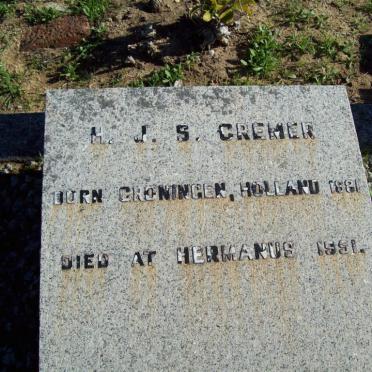 H. J. S. CREMER
BORN GRONINGEN, HOLLAND 1881
DIED AT HERMANUS 1951.